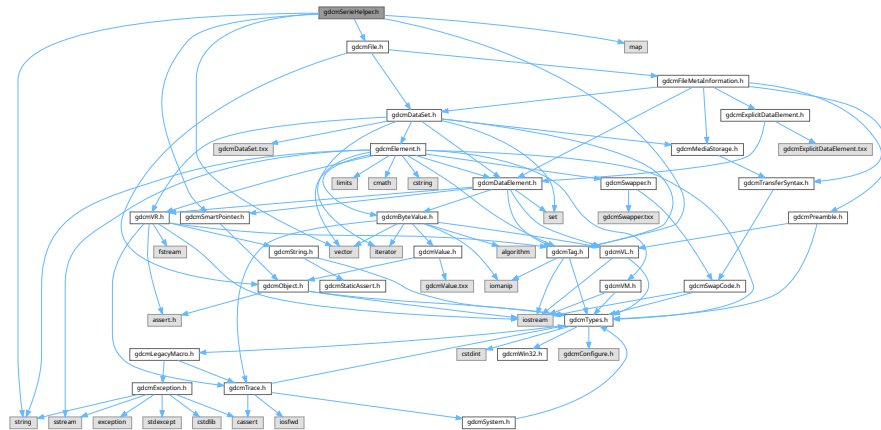 gdcmSerieHelper.h
gdcmFile.h
map
gdcmFileMetaInformation.h
gdcmDataSet.h
gdcmExplicitDataElement.h
gdcmDataSet.txx
gdcmElement.h
gdcmMediaStorage.h
gdcmExplicitDataElement.txx
limits
cmath
cstring
gdcmDataElement.h
gdcmSwapper.h
gdcmTransferSyntax.h
gdcmVR.h
gdcmSmartPointer.h
gdcmByteValue.h
set
gdcmSwapper.txx
gdcmPreamble.h
fstream
gdcmString.h
vector
iterator
gdcmValue.h
algorithm
gdcmTag.h
gdcmVL.h
gdcmObject.h
gdcmStaticAssert.h
gdcmValue.txx
iomanip
gdcmVM.h
gdcmSwapCode.h
assert.h
iostream
gdcmTypes.h
gdcmLegacyMacro.h
cstdint
gdcmWin32.h
gdcmConfigure.h
gdcmException.h
gdcmTrace.h
string
sstream
exception
stdexcept
cstdlib
cassert
iosfwd
gdcmSystem.h